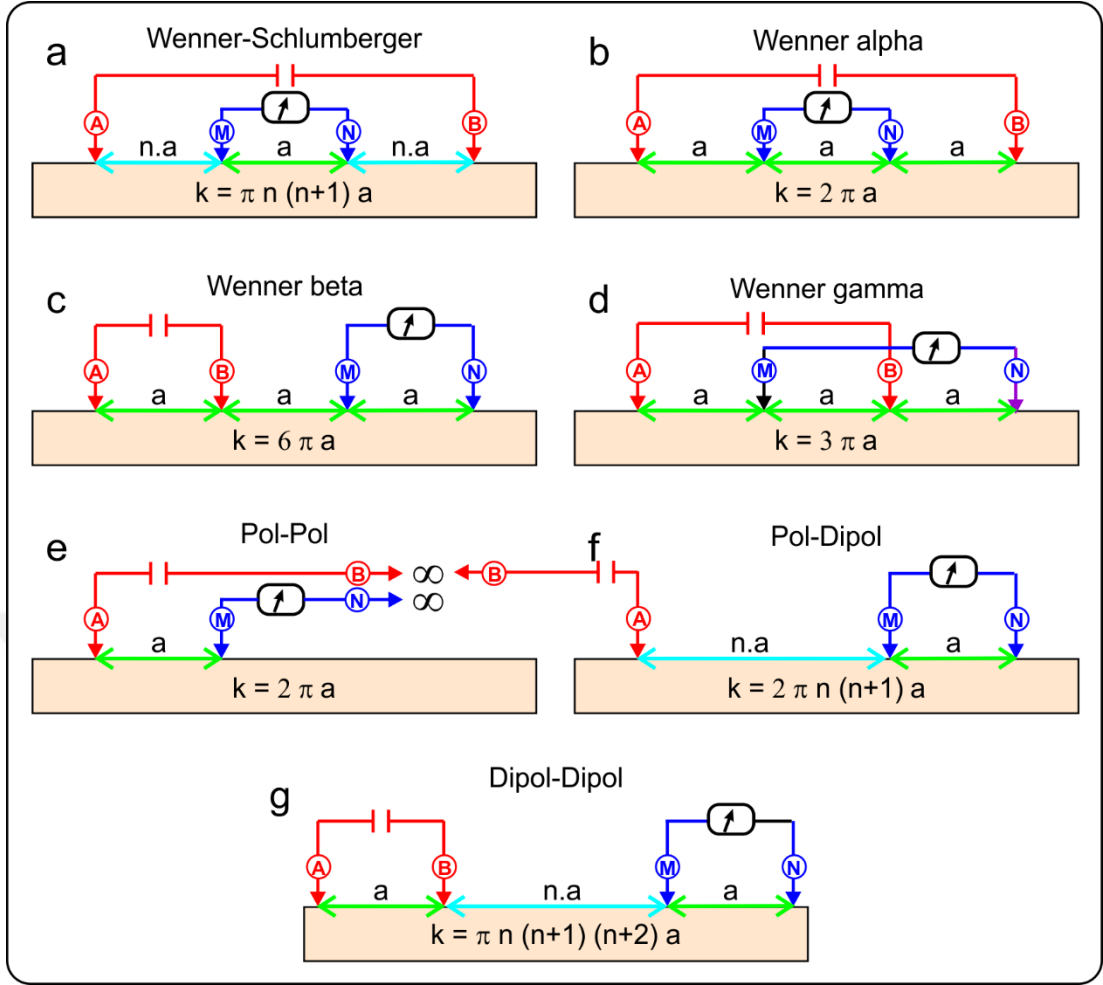 a
Wenner-Schlumberger
A
M
N
B
n.a
a
n.a
k = π n (n+1) a
b
Wenner alpha
A
M
N
B
a
a
a
k = 2 π a
c
Wenner beta
A
B
M
N
a
a
a
k = 6 π a
d
Wenner gamma
A
M
B
N
a
a
a
k = 3 π a
e
Pol-Pol
B
∞
N
∞
A
M
a
k = 2 π a
f
Pol-Dipol
B
A
M
N
n.a
a
k = 2 π n (n+1) a
g
Dipol-Dipol
A
B
M
N
a
n.a
a
k = π n (n+1) (n+2) a